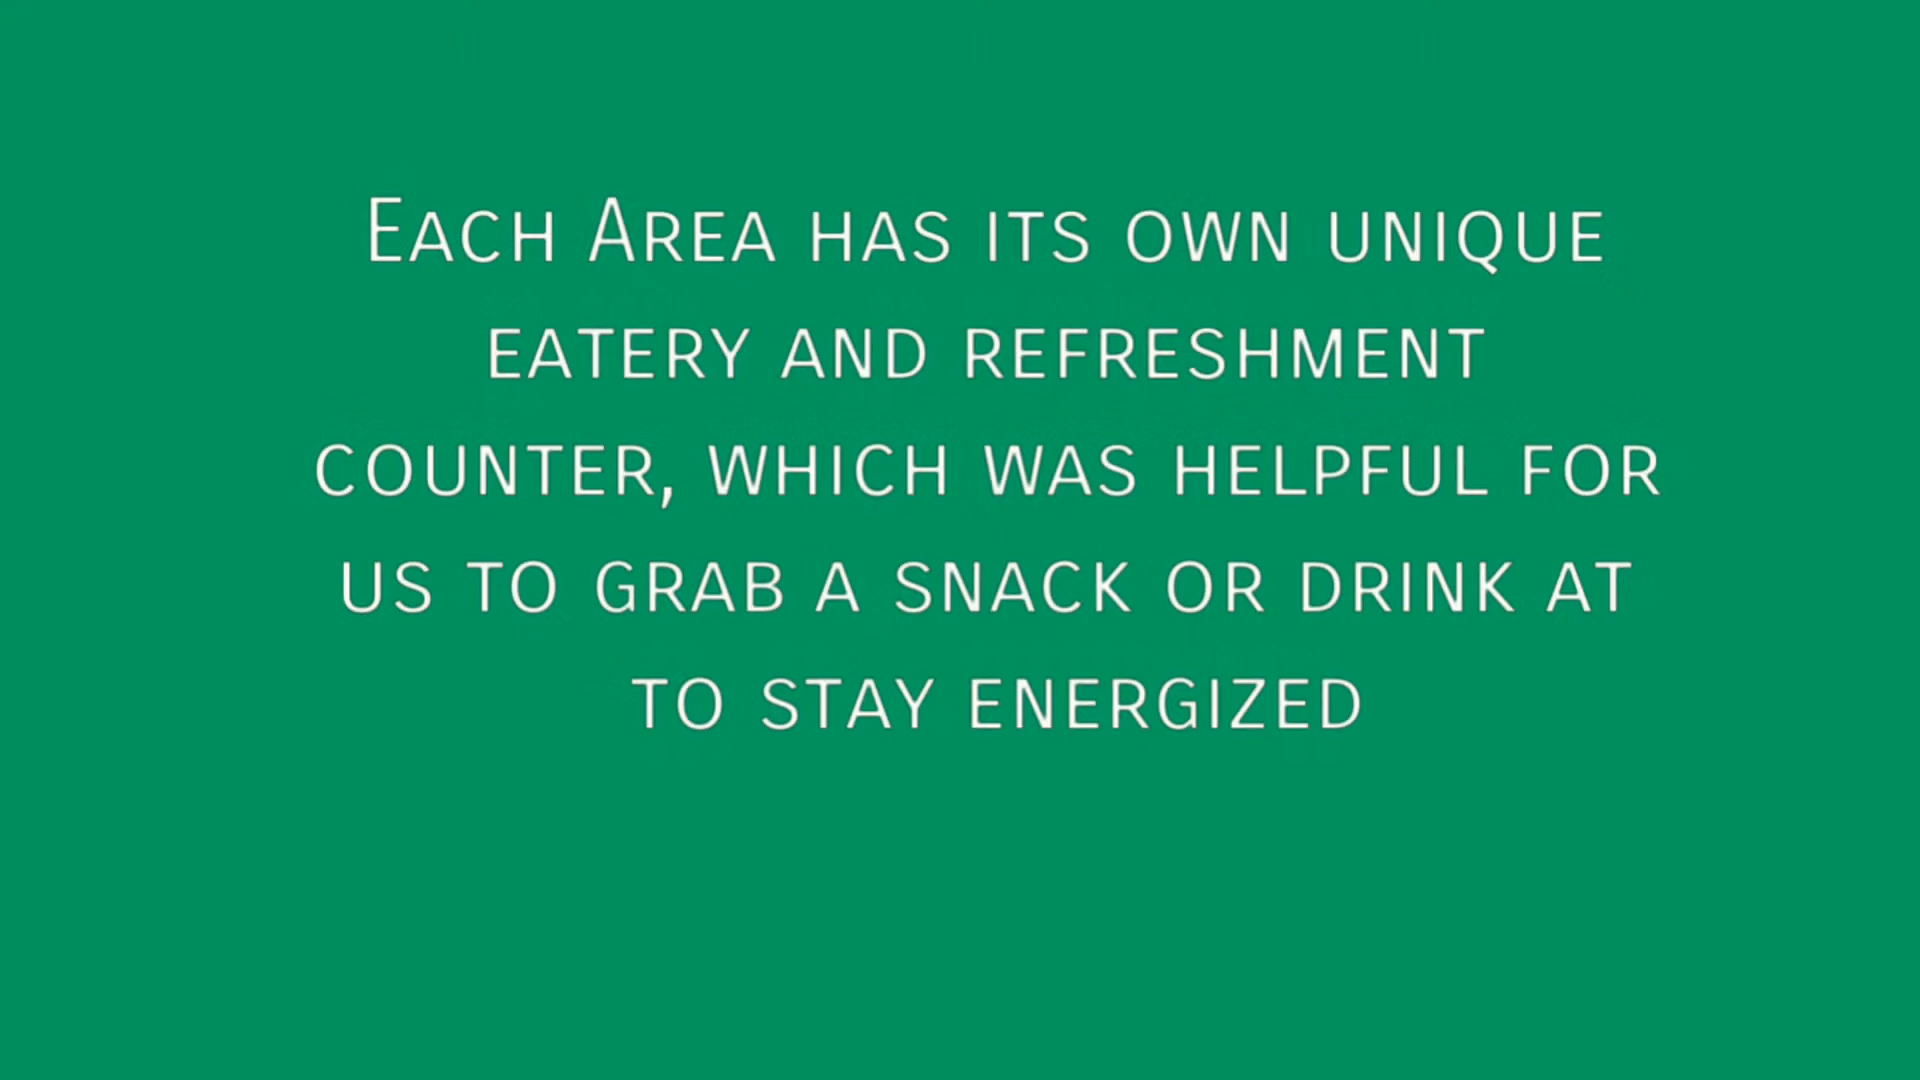 Each Area has its own unique
eatery and refreshment
counter, which was helpful for
us to grab a snack or drink at
to stay energized